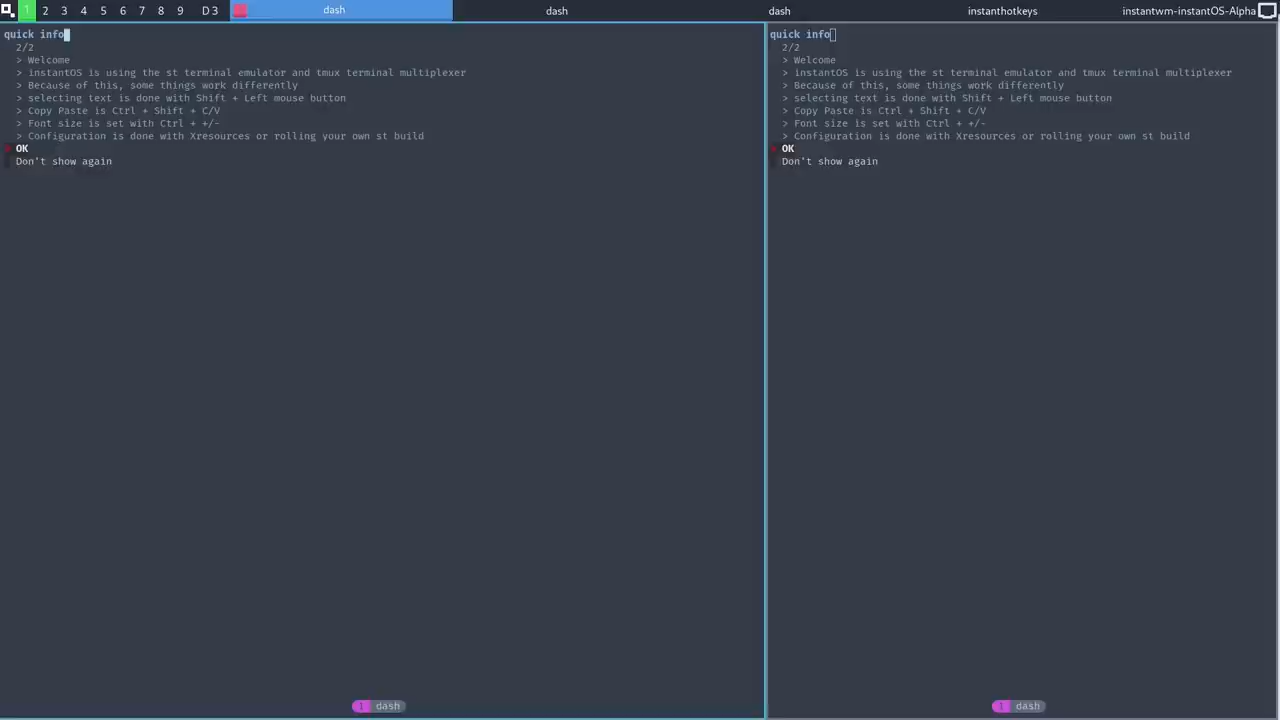 1 2 3 4 5 6 7 8 9 D 3 dash dash dash instanthotkeys instantwm-instantOS-Alpha
quick info
2/2
> Welcome
> instantOS is using the st terminal emulator and tmux terminal multiplexer
> Because of this, some things work differently
> selecting text is done with Shift + Left mouse button
> Copy Paste is Ctrl + Shift + C/V
> Font size is set with Ctrl + +/-
> Configuration is done with Xresources or rolling your own st build
OK
Don't show again
1 dash
quick info
2/2
> Welcome
> instantOS is using the st terminal emulator and tmux terminal multiplexer
> Because of this, some things work differently
> selecting text is done with Shift + Left mouse button
> Copy Paste is Ctrl + Shift + C/V
> Font size is set with Ctrl + +/-
> Configuration is done with Xresources or rolling your own st build
OK
Don't show again
1 dash